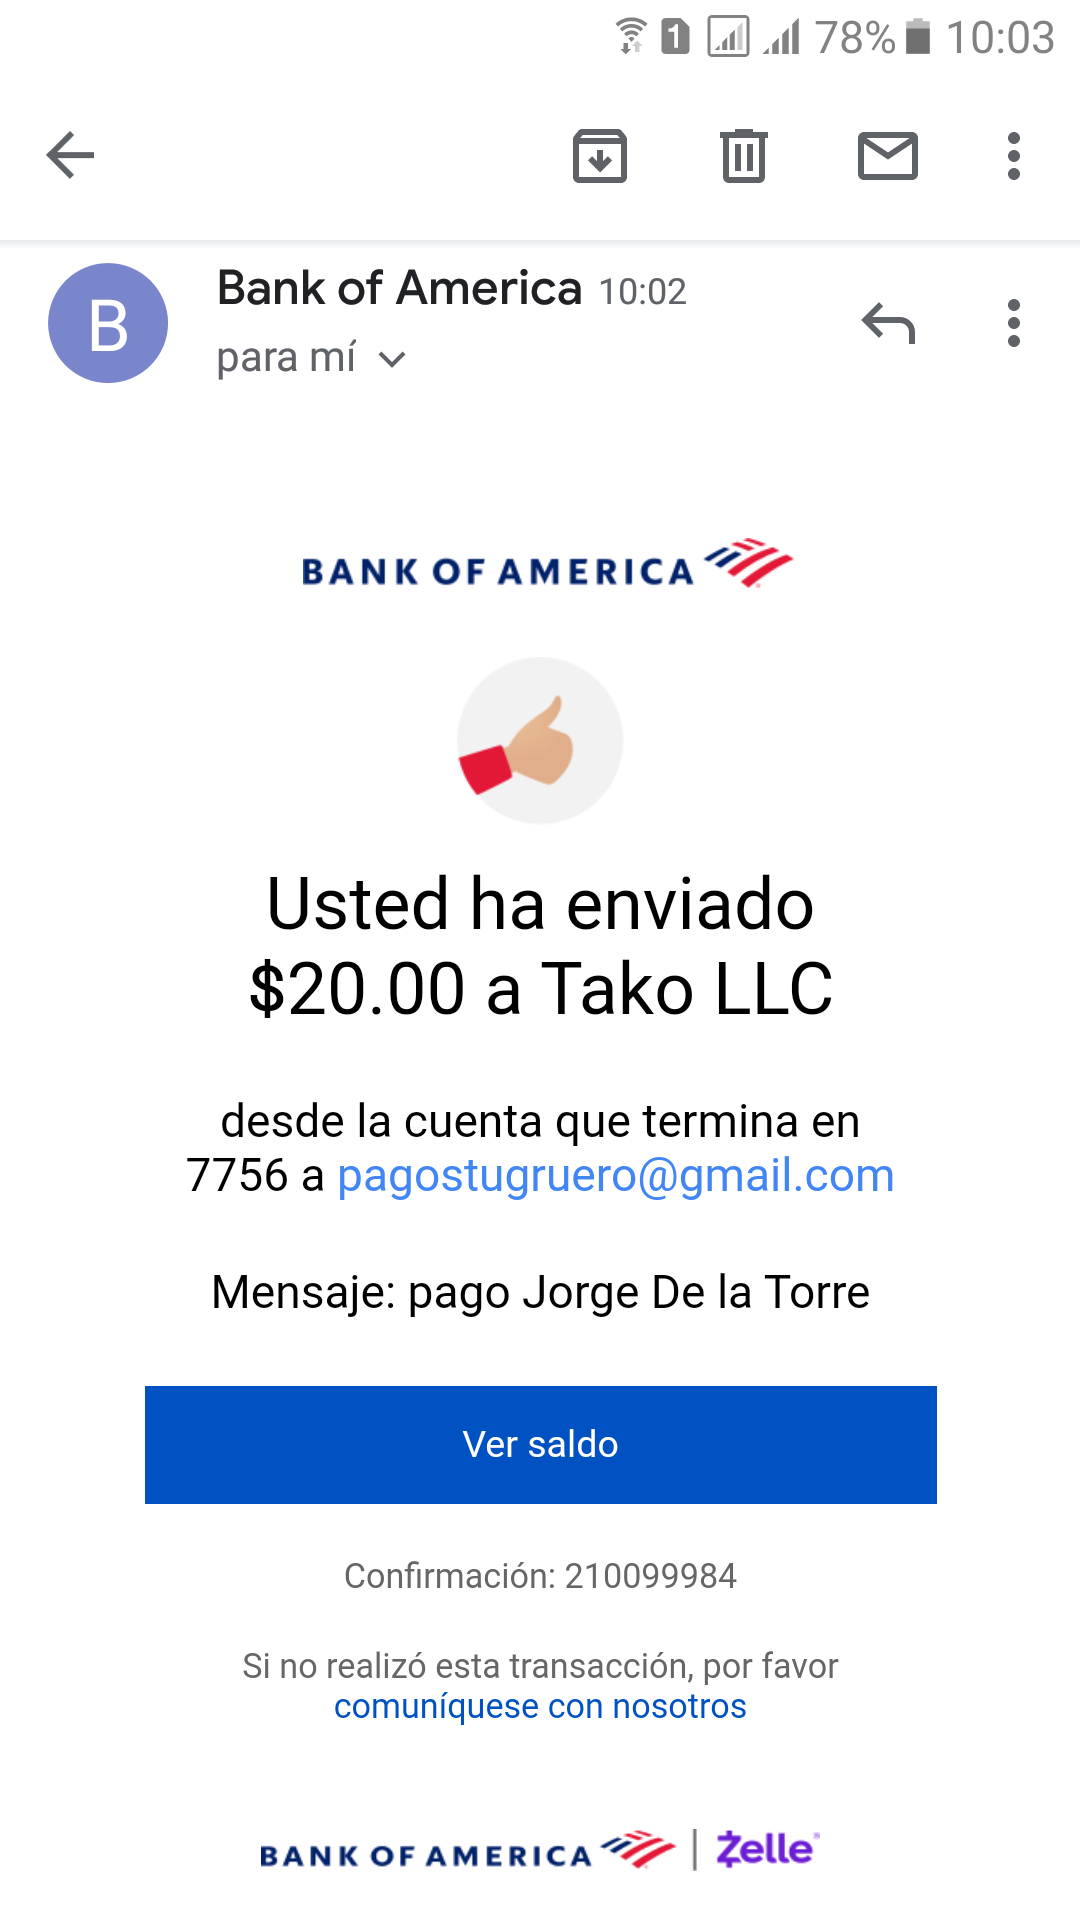 1 78% 10:03
Bank of America 10:02
B
para mí
BANK OF AMERICA
Usted ha enviado
$20.00 a Tako LLC
desde la cuenta que termina en
7756 a pagostugruero@gmail.com
Mensaje: pago Jorge De la Torre
Ver saldo
Confirmación: 210099984
Si no realizó esta transacción, por favor
comuníquese con nosotros
BANK OF AMERICA | Zelle®